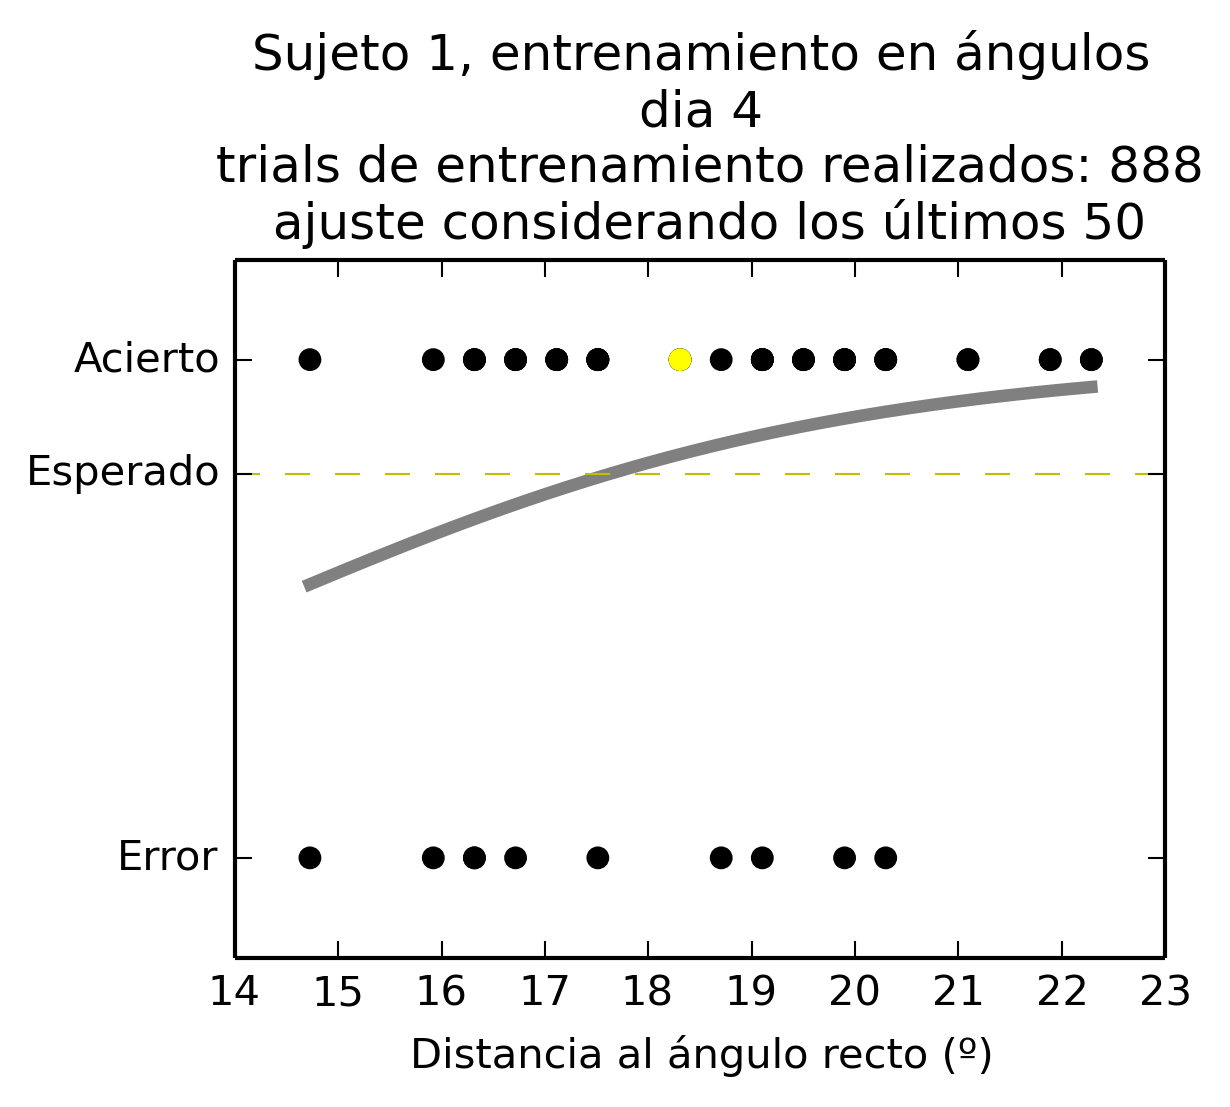 Sujeto 1, entrenamiento en ángulos
dia 4
trials de entrenamiento realizados: 888
ajuste considerando los últimos 50
Acierto
Esperado
Error
14 15 16 17 18 19 20 21 22 23
Distancia al ángulo recto (º)